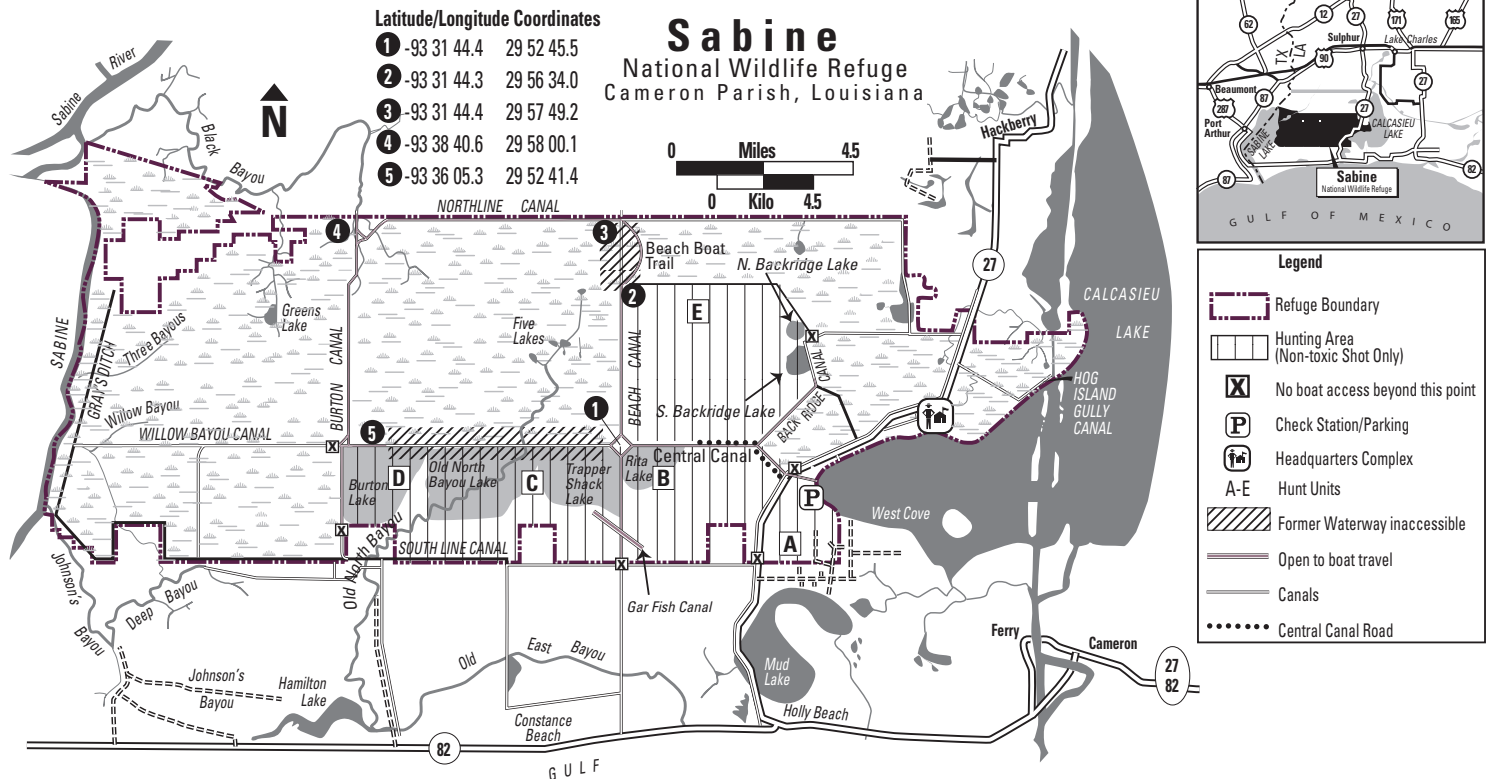 Latitude/Longitude Coordinates
1 -93 31 44.4 29 52 45.5
2 -93 31 44.3 29 56 34.0
3 -93 31 44.4 29 57 49.2
4 -93 38 40.6 29 58 00.1
5 -93 36 05.3 29 52 41.4
Sabine
National Wildlife Refuge
Cameron Parish, Louisiana
0 Miles 4.5
0 Kilo 4.5
N
Sabine
River
Black
Bayou
NORTHLINE CANAL
Hackberry
27
4
3
Beach Boat
Trail
N. Backridge Lake
2
E
CALCASIEU
LAKE
Greens
Lake
Five
Lakes
SABINE
GRAY'S DITCH
Three Bayous
BURTON CANAL
BEACH CANAL
CANAL
BACK RIDGE
S. Backridge Lake
HOG
ISLAND
GULLY
CANAL
Willow Bayou
WILLOW BAYOU CANAL
X
5
1
Central Canal
X
X
Burton
Lake
D
Old North
Bayou Lake
C
Trapper
Shack
Lake
Rita
Lake
B
P
West Cove
A
X
X
X
SOUTH LINE CANAL
Old North Bayou
Johnson's
Bayou
Deep Bayou
Gar Fish Canal
Old East Bayou
Johnson's
Bayou
Hamilton
Lake
Constance
Beach
Mud
Lake
Holly Beach
Ferry
Cameron
27
82
82
GULF
62
12
27
171
165
Sulphur
Lake Charles
TX
LA
90
Beaumont
87
27
27
287
Port
Arthur
SABINE
LAKE
CALCASIEU
LAKE
Sabine
National Wildlife Refuge
87
82
GULF OF MEXICO
Legend
Refuge Boundary
Hunting Area
(Non-toxic Shot Only)
X No boat access beyond this point
P Check Station/Parking
Headquarters Complex
A-E Hunt Units
Former Waterway inaccessible
Open to boat travel
Canals
Central Canal Road